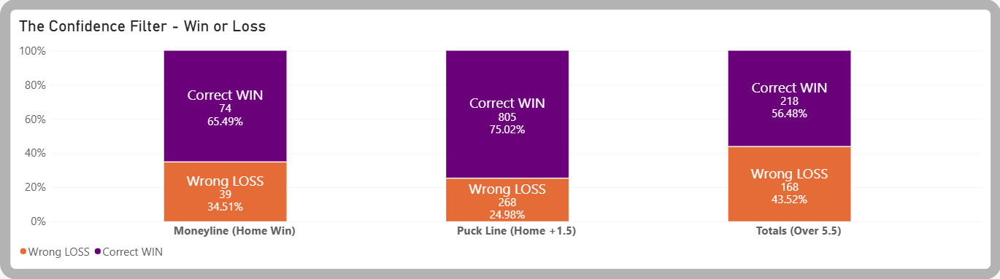 The Confidence Filter - Win or Loss
100%
80%
60%
40%
20%
0%
Correct WIN
74
65.49%
Wrong LOSS
39
34.51%
Correct WIN
805
75.02%
Wrong LOSS
268
24.98%
Correct WIN
218
56.48%
Wrong LOSS
168
43.52%
Moneyline (Home Win)
Puck Line (Home +1.5)
Totals (Over 5.5)
Wrong LOSS Correct WIN